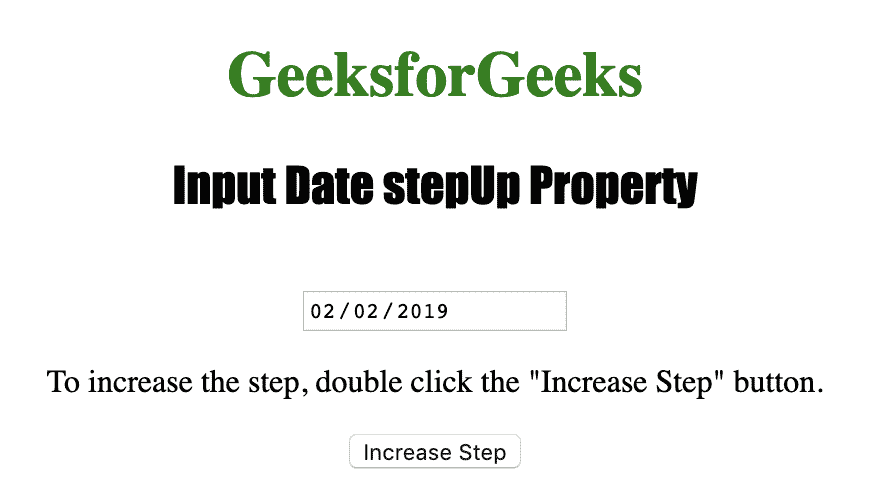 GeeksforGeeks
Input Date stepUp Property
02/02/2019
To increase the step, double click the "Increase Step" button.
Increase Step